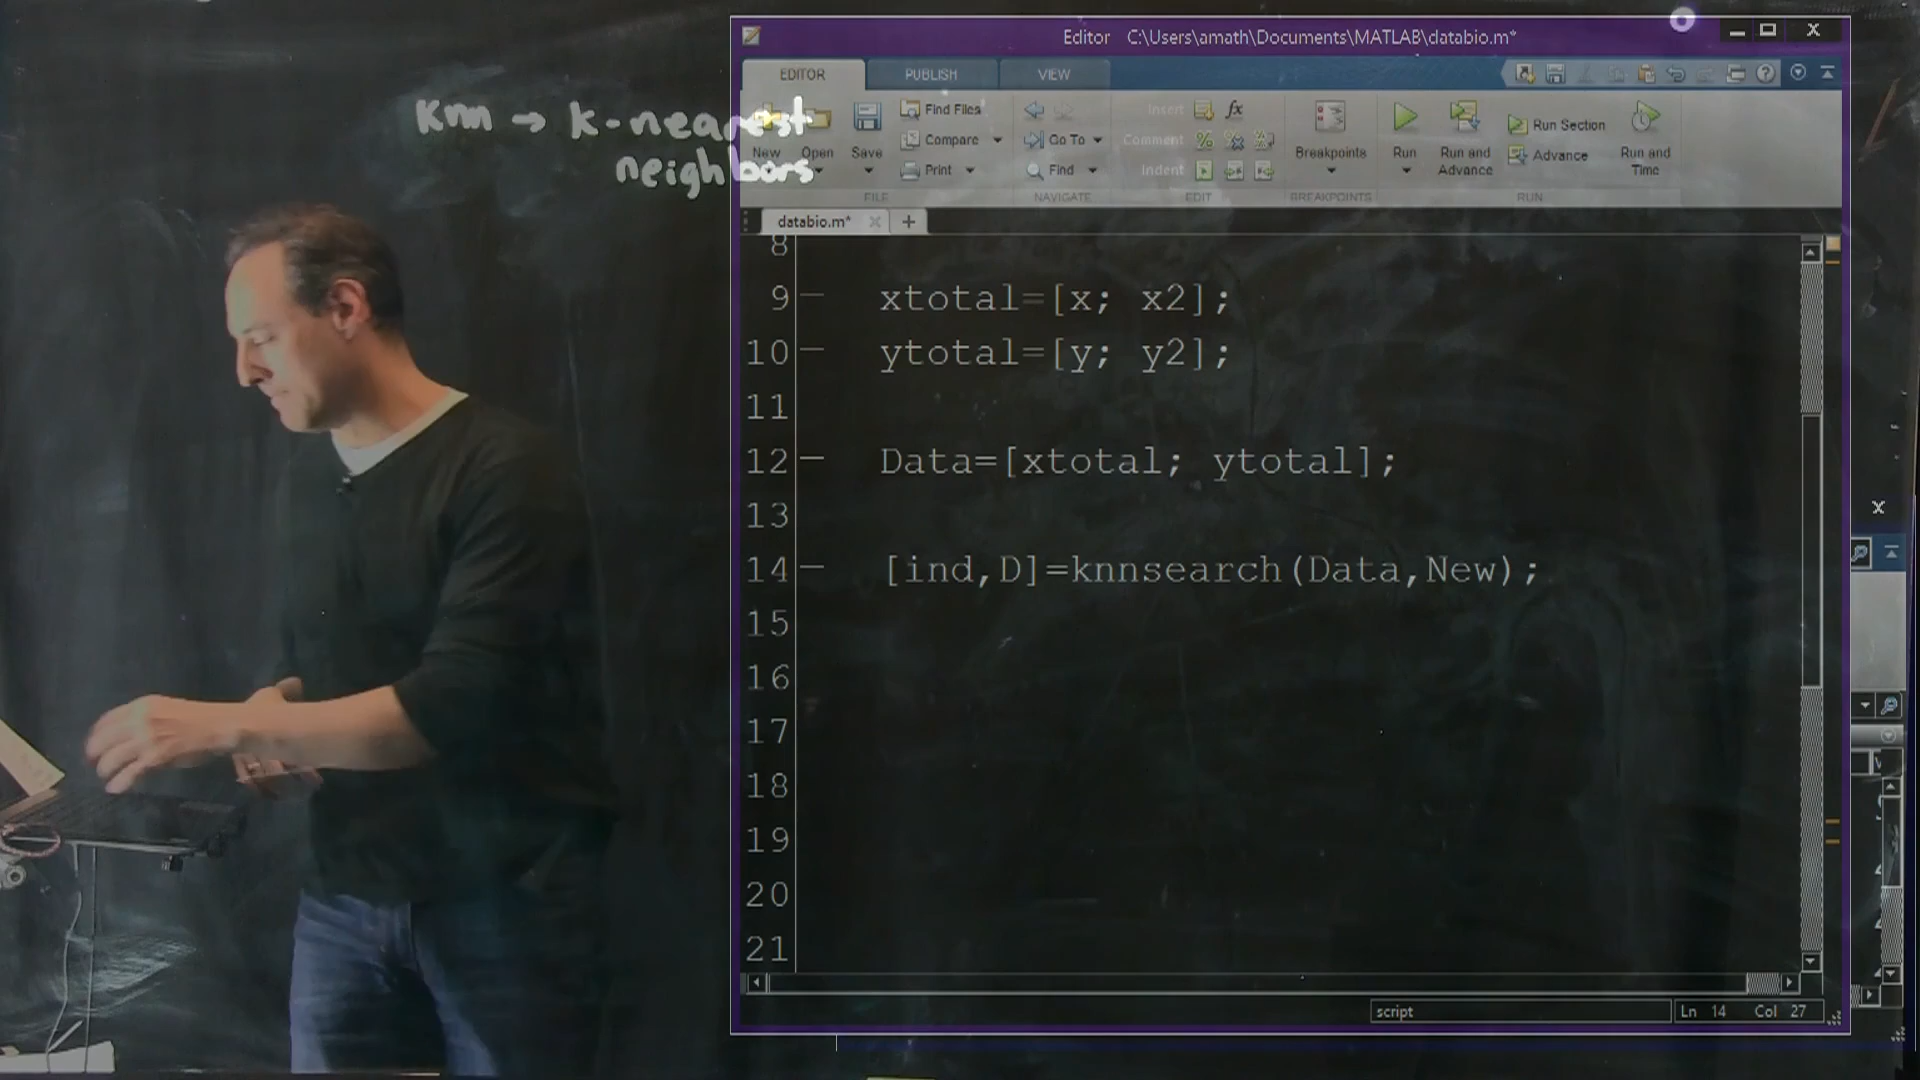 Knn → k-nearest
neighbors
Editor C:\Users\amath\Documents\MATLAB\databio.m*
EDITOR PUBLISH VIEW
New Open Save
Find Files
Compare
Print
FILE
Go To
Find
NAVIGATE
Insert fx
Comment
Indent
EDIT
Breakpoints
BREAKPOINTS
Run
Run and
Advance
Run Section
Advance
Run and
Time
RUN
databio.m*
8
9 xtotal=[x; x2];
10 ytotal=[y; y2];
11
12 Data=[xtotal; ytotal];
13
14 [ind,D]=knnsearch(Data,New);
15
16
17
18
19
20
21
script Ln 14 Col 27